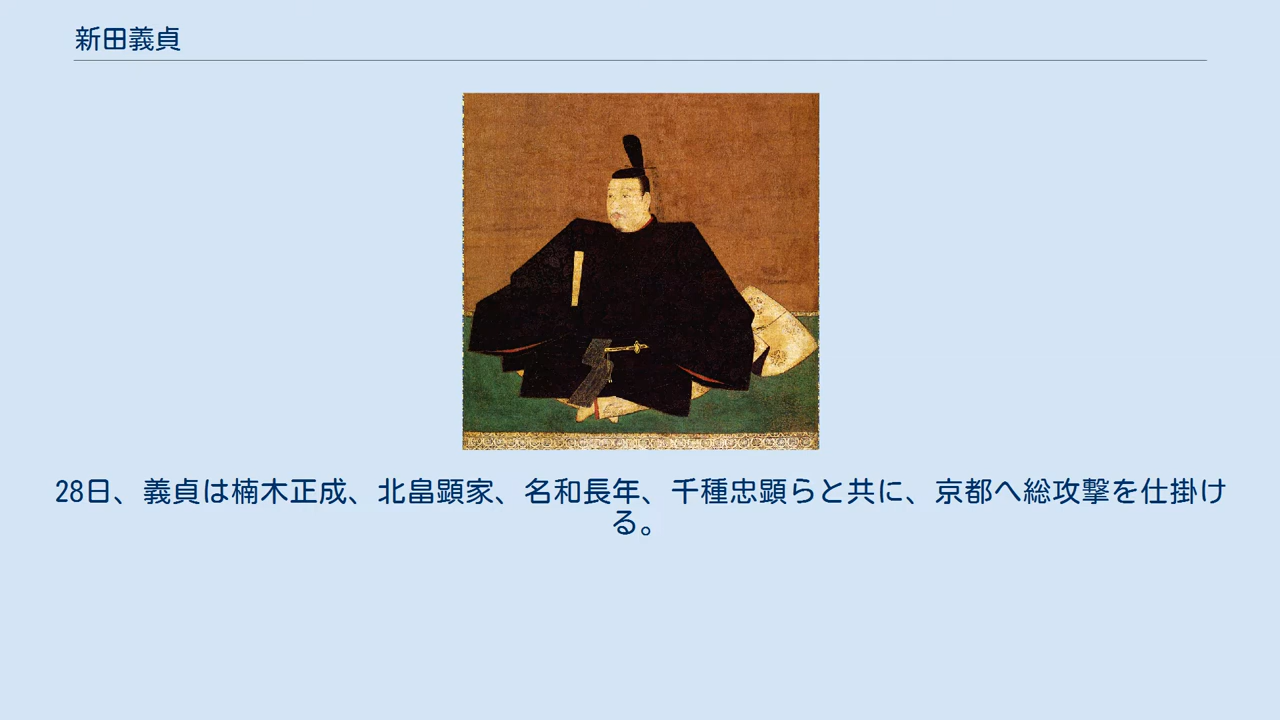 新田義貞
28日、義貞は楠木正成、北畠顕家、名和長年、千種忠顕らと共に、京都へ総攻撃を仕掛け
る。